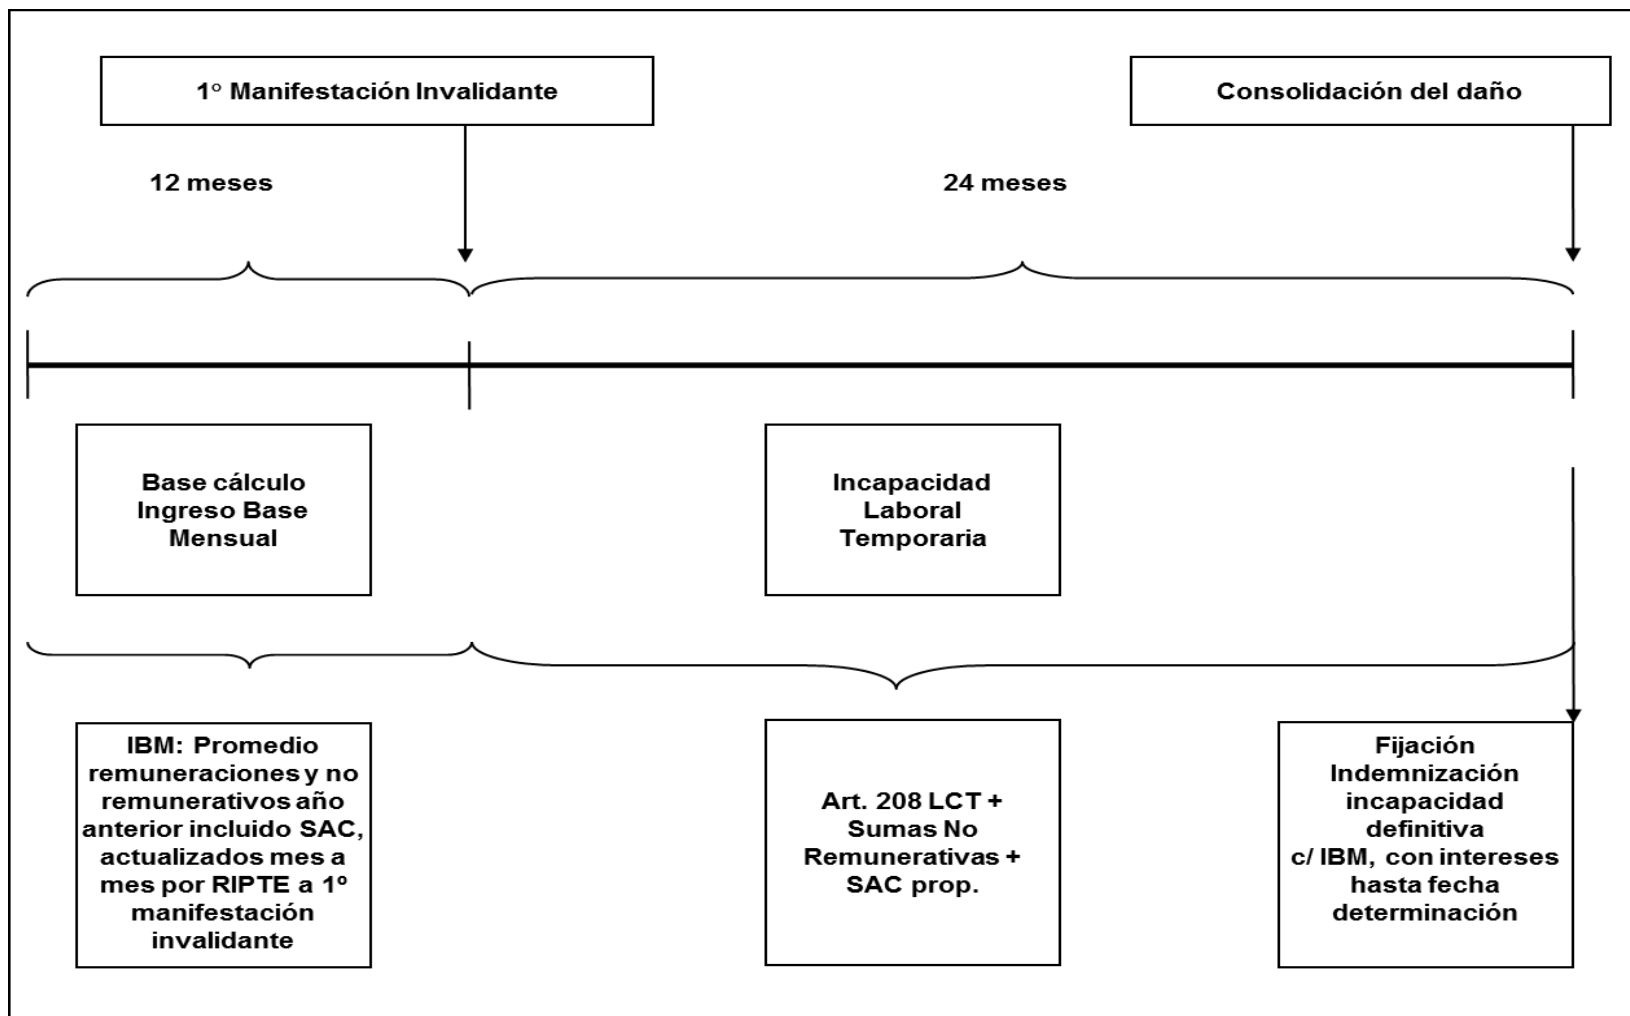 1° Manifestación Invalidante
Consolidación del daño
12 meses
24 meses
Base cálculo
Ingreso Base
Mensual
Incapacidad
Laboral
Temporaria
IBM: Promedio
remuneraciones y no
remunerativos año
anterior incluido SAC,
actualizados mes a
mes por RIPTE a 1º
manifestación
invalidante
Art. 208 LCT +
Sumas No
Remunerativas +
SAC prop.
Fijación
Indemnización
incapacidad
definitiva
c/ IBM, con intereses
hasta fecha
determinación